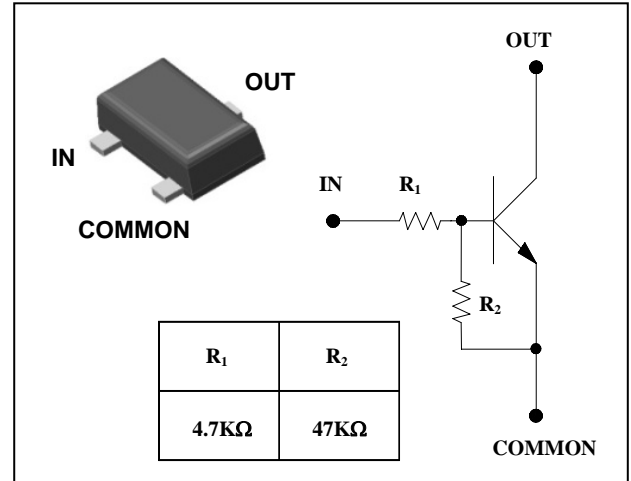 OUT
IN
COMMON
OUT
IN
R₁
R₂
COMMON
R₁ R₂
4.7KΩ 47KΩ